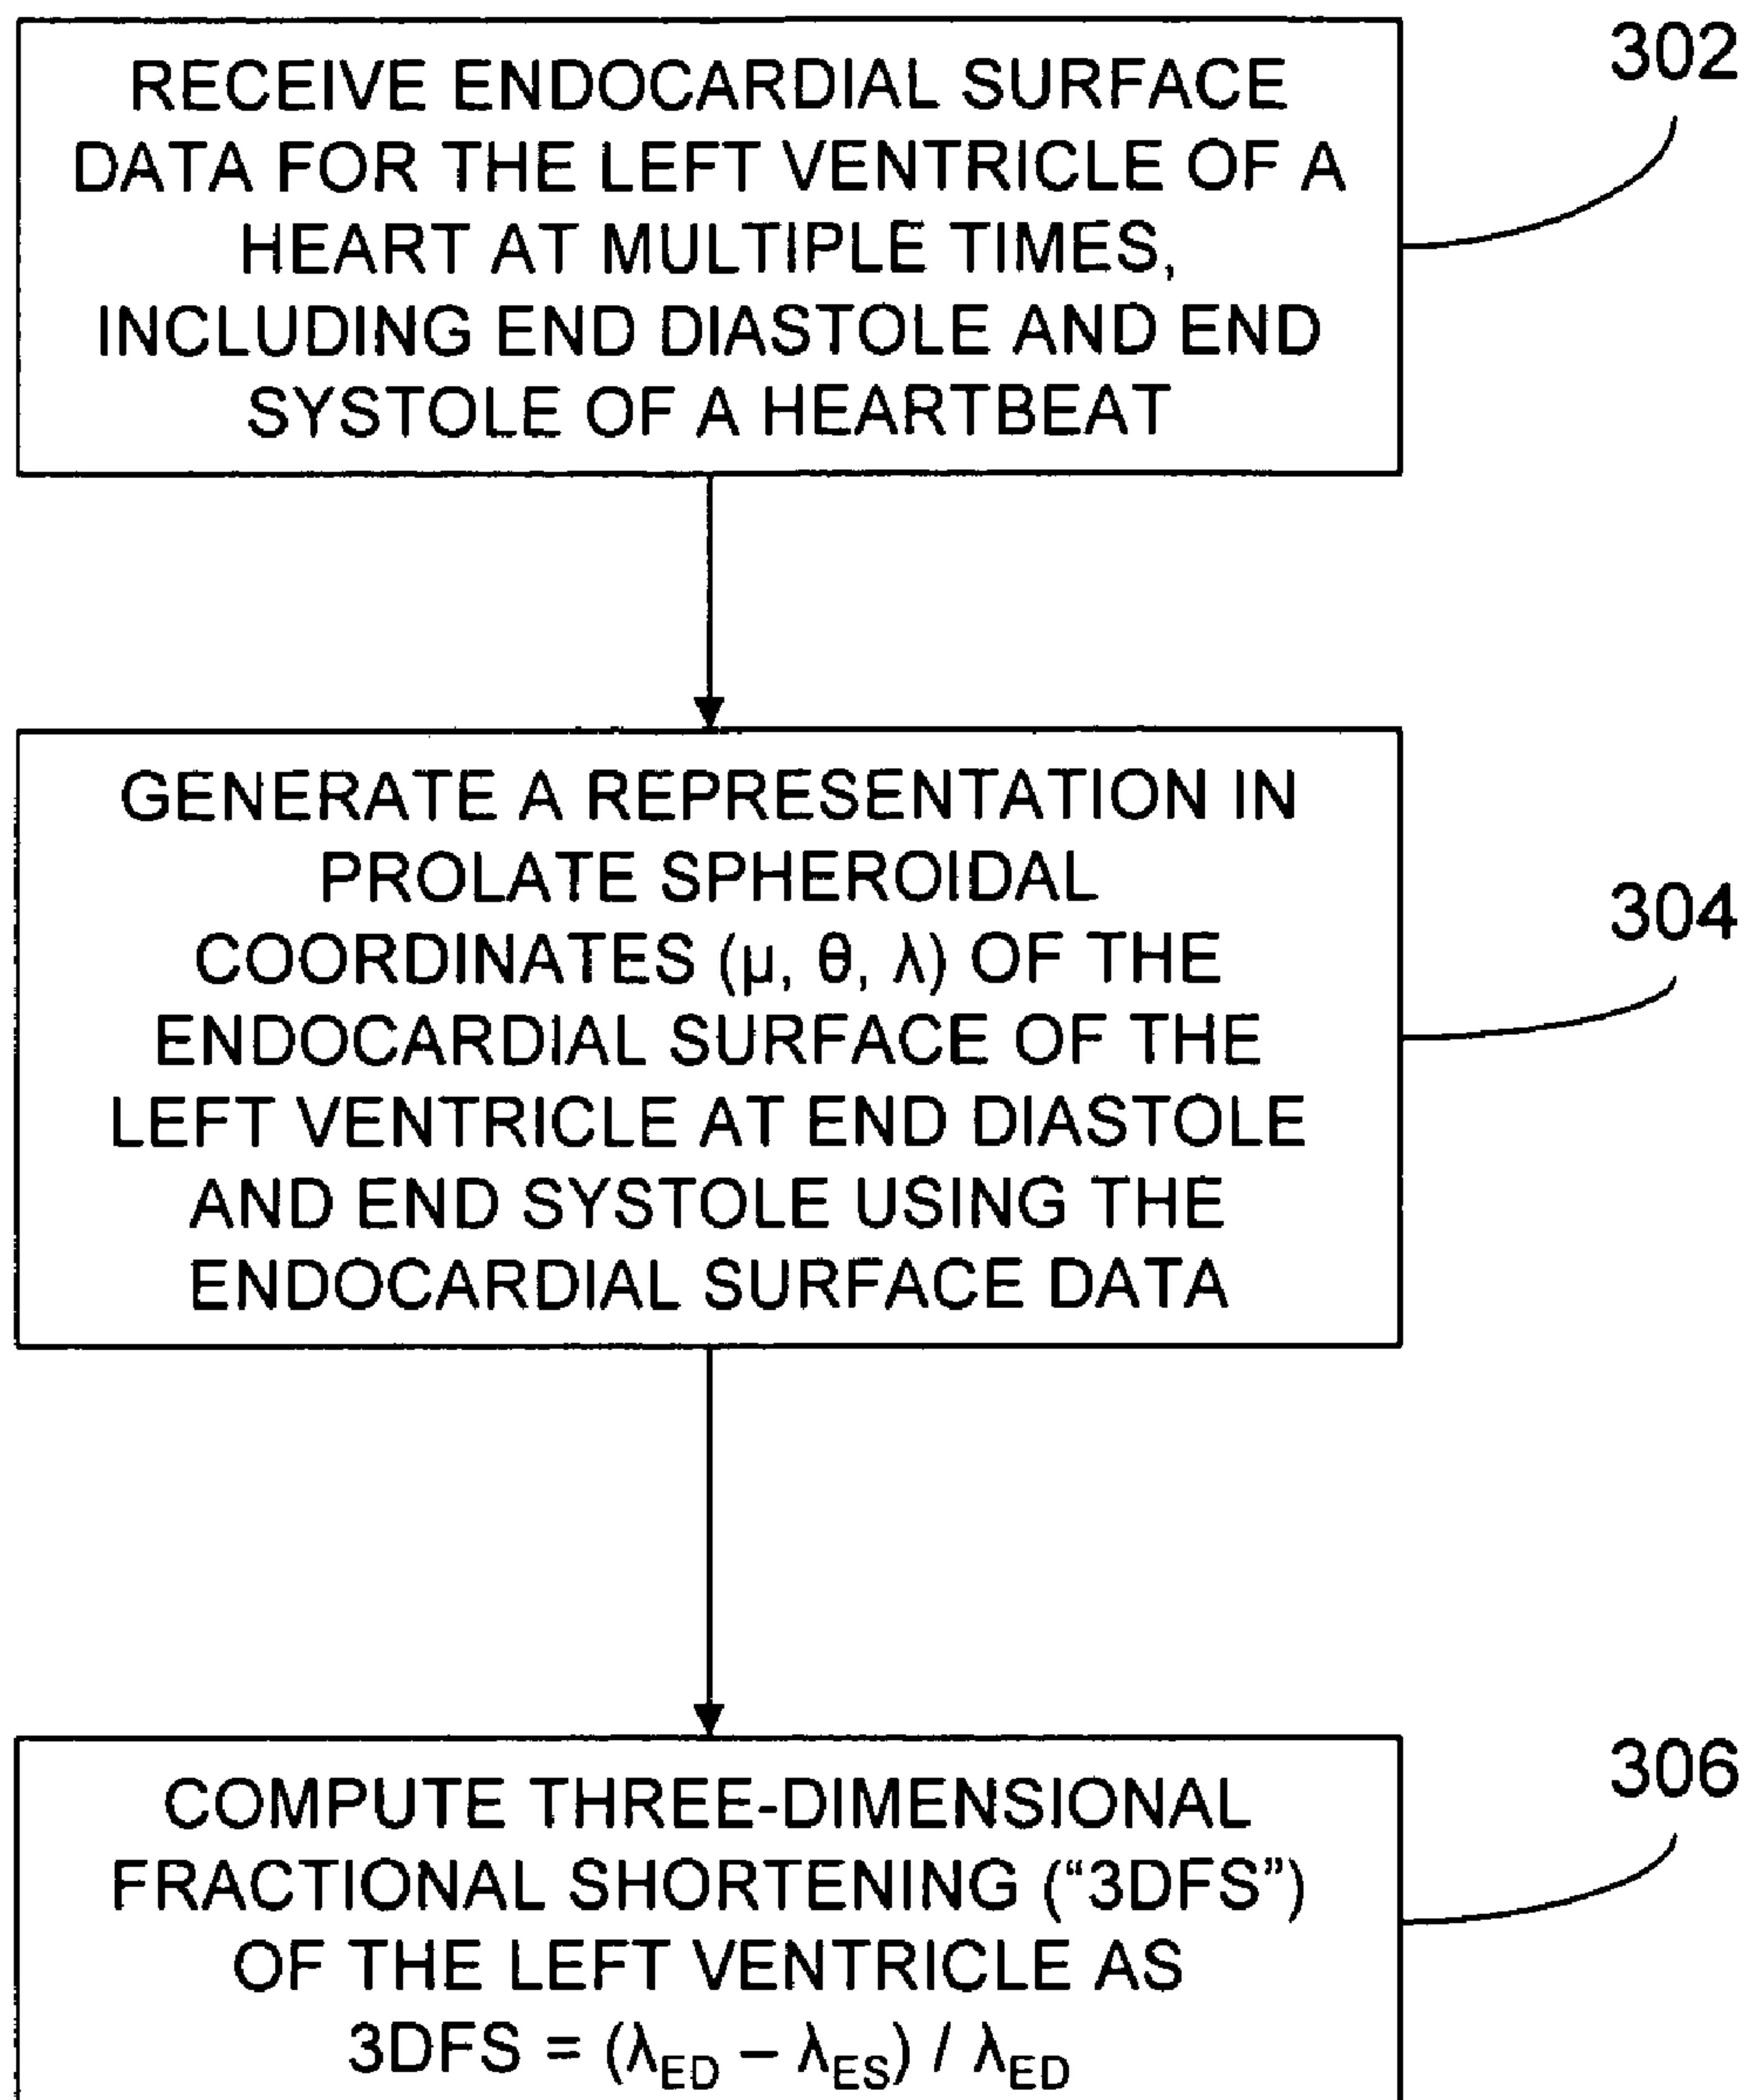 RECEIVE ENDOCARDIAL SURFACE
DATA FOR THE LEFT VENTRICLE OF A
HEART AT MULTIPLE TIMES,
INCLUDING END DIASTOLE AND END
SYSTOLE OF A HEARTBEAT
302
GENERATE A REPRESENTATION IN
PROLATE SPHEROIDAL
COORDINATES (μ, θ, λ) OF THE
ENDOCARDIAL SURFACE OF THE
LEFT VENTRICLE AT END DIASTOLE
AND END SYSTOLE USING THE
ENDOCARDIAL SURFACE DATA
304
COMPUTE THREE-DIMENSIONAL
FRACTIONAL SHORTENING (“3DFS”)
OF THE LEFT VENTRICLE AS
3DFS = (λED – λES) / λED
306